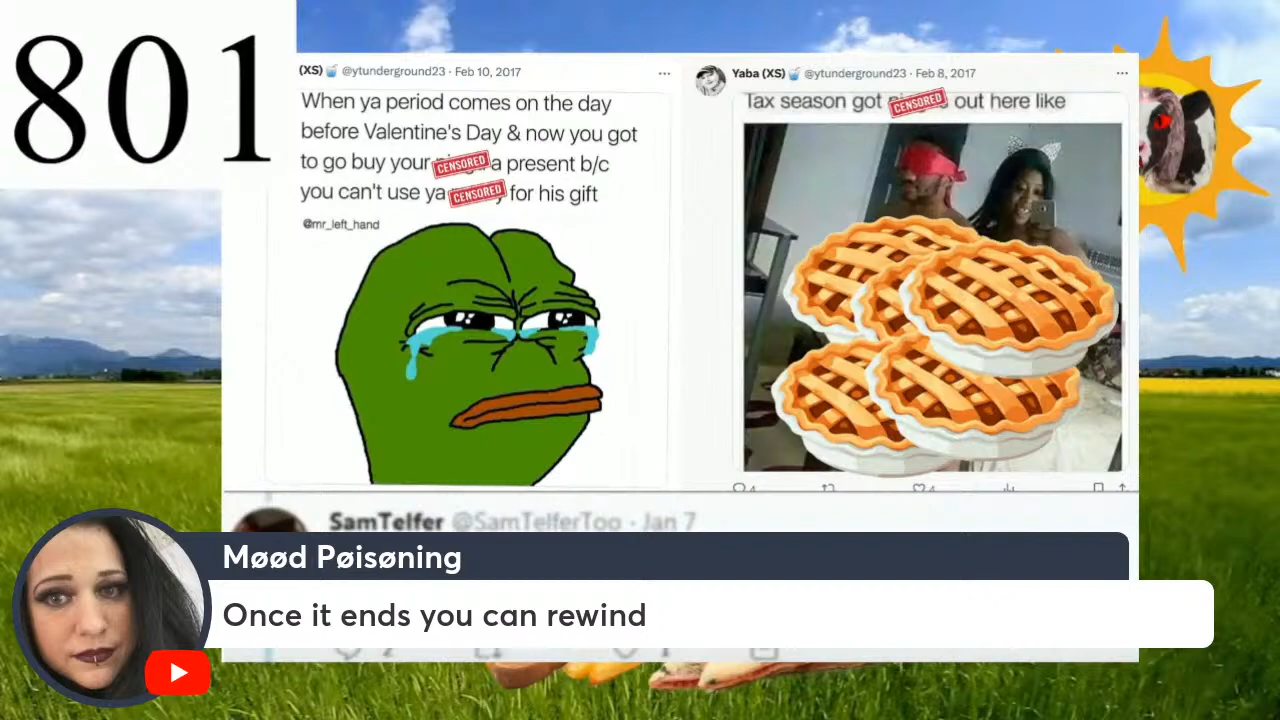 801
(XS) @ytunderground23 · Feb 10, 2017
When ya period comes on the day
before Valentine's Day & now you got
to go buy your CENSORED a present b/c
you can't use ya CENSORED for his gift
@mr_left_hand
Yaba (XS) @ytunderground23 · Feb 8, 2017
Tax season got CENSORED out here like
SamTelfer @SamTelferToo · Jan 7
Møød Pøisøning
Once it ends you can rewind